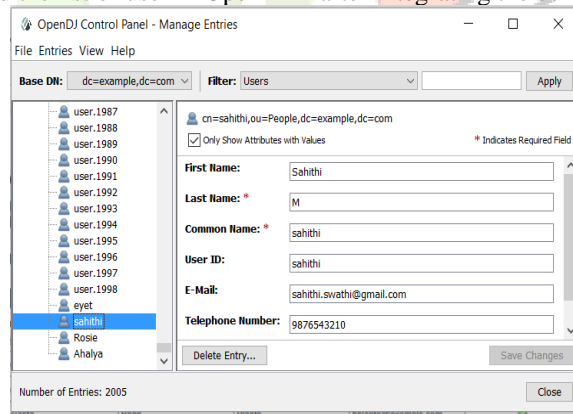 OpenDJ Control Panel - Manage Entries
File Entries View Help
Base DN: dc=example,dc=com Filter: Users Apply
user.1987
user.1988
user.1989
user.1990
user.1991
user.1992
user.1993
user.1994
user.1995
user.1996
user.1997
user.1998
eyet
sahithi
Rosie
Ahalya
cn=sahithi,ou=People,dc=example,dc=com
Only Show Attributes with Values * Indicates Required Field
First Name: Sahithi
Last Name: * M
Common Name: * sahithi
User ID: sahithi
E-Mail: sahithi.swathi@gmail.com
Telephone Number: 9876543210
Delete Entry... Save Changes
Number of Entries: 2005 Close